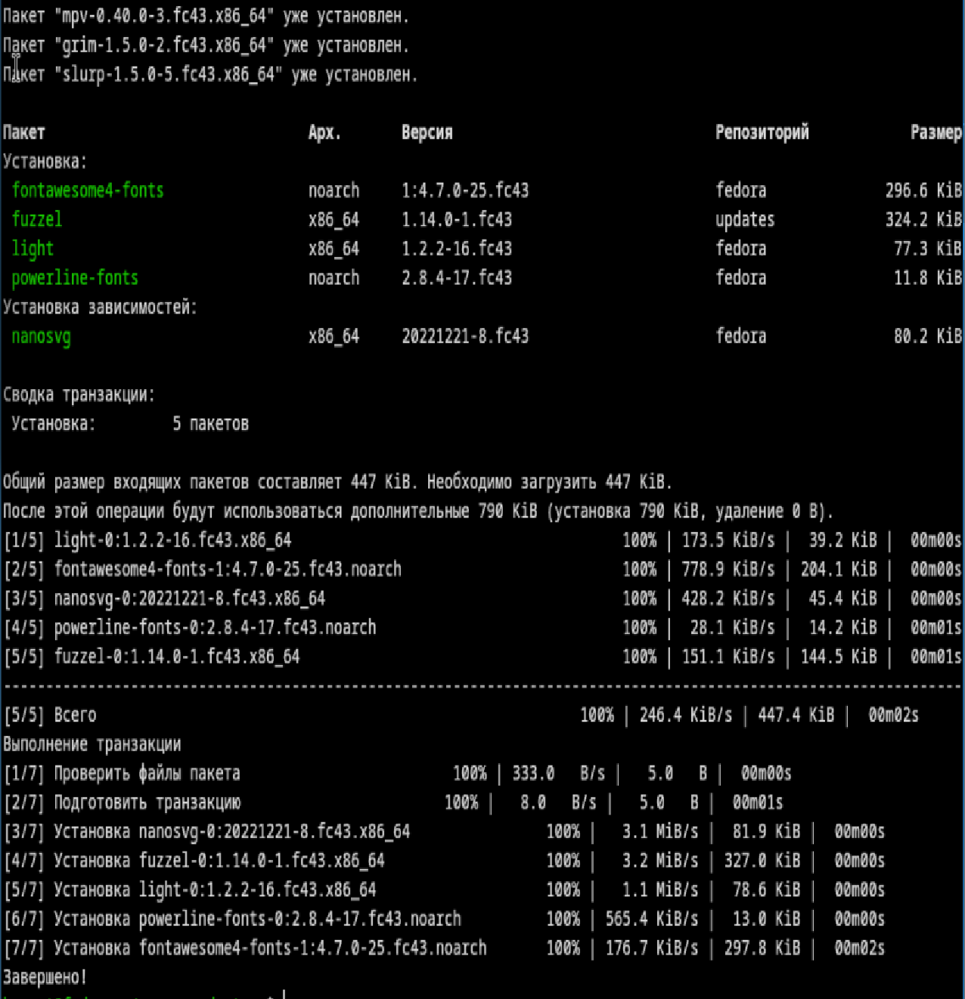 Пакет "mpv-0.40.0-3.fc43.x86_64" уже установлен.
Пакет "grim-1.5.0-2.fc43.x86_64" уже установлен.
Пакет "slurp-1.5.0-5.fc43.x86_64" уже установлен.
Пакет Арх. Версия Репозиторий Размер
Установка:
fontawesome4-fonts noarch 1:4.7.0-25.fc43 fedora 296.6 KiB
fuzzel x86_64 1.14.0-1.fc43 updates 324.2 KiB
light x86_64 1.2.2-16.fc43 fedora 77.3 KiB
powerline-fonts noarch 2.8.4-17.fc43 fedora 11.8 KiB
Установка зависимостей:
nanosvg x86_64 20221221-8.fc43 fedora 80.2 KiB
Сводка транзакции:
Установка: 5 пакетов
Общий размер входящих пакетов составляет 447 KiB. Необходимо загрузить 447 KiB.
После этой операции будут использоваться дополнительные 790 KiB (установка 790 KiB, удаление 0 B).
[1/5] light-0:1.2.2-16.fc43.x86_64 100% | 173.5 KiB/s | 39.2 KiB | 00m00s
[2/5] fontawesome4-fonts-1:4.7.0-25.fc43.noarch 100% | 778.9 KiB/s | 204.1 KiB | 00m00s
[3/5] nanosvg-0:20221221-8.fc43.x86_64 100% | 428.2 KiB/s | 45.4 KiB | 00m00s
[4/5] powerline-fonts-0:2.8.4-17.fc43.noarch 100% | 28.1 KiB/s | 14.2 KiB | 00m01s
[5/5] fuzzel-0:1.14.0-1.fc43.x86_64 100% | 151.1 KiB/s | 144.5 KiB | 00m01s
-----------------------------------------------------------------------------------------------------------------
[5/5] Всего 100% | 246.4 KiB/s | 447.4 KiB | 00m02s
Выполнение транзакции
[1/7] Проверить файлы пакета 100% | 333.0 B/s | 5.0 B | 00m00s
[2/7] Подготовить транзакцию 100% | 8.0 B/s | 5.0 B | 00m01s
[3/7] Установка nanosvg-0:20221221-8.fc43.x86_64 100% | 3.1 MiB/s | 81.9 KiB | 00m00s
[4/7] Установка fuzzel-0:1.14.0-1.fc43.x86_64 100% | 3.2 MiB/s | 327.0 KiB | 00m00s
[5/7] Установка light-0:1.2.2-16.fc43.x86_64 100% | 1.1 MiB/s | 78.6 KiB | 00m00s
[6/7] Установка powerline-fonts-0:2.8.4-17.fc43.noarch 100% | 565.4 KiB/s | 13.0 KiB | 00m00s
[7/7] Установка fontawesome4-fonts-1:4.7.0-25.fc43.noarch 100% | 176.7 KiB/s | 297.8 KiB | 00m02s
Завершено!